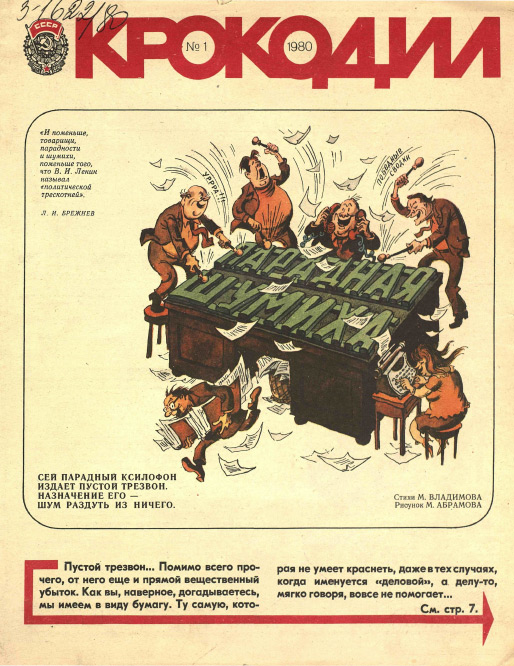 3-1622/80
СССР
КРОКОДИЛ
№ 1
1980
«И поменьше,
товарищи,
парадности
и шумихи,
поменьше того,
что В. И. Ленин
называл
«политической
трескотней».
Л. И. БРЕЖНЕВ
УРРРА!!!
ПОБЕДНЫЕ
СВОДКИ
ПАРАДНАЯ
ШУМИХА
СЕЙ ПАРАДНЫЙ КСИЛОФОН
ИЗДАЕТ ПУСТОЙ ТРЕЗВОН.
НАЗНАЧЕНИЕ ЕГО —
ШУМ РАЗДУТЬ ИЗ НИЧЕГО.
Стихи М. ВЛАДИМОВА
Рисунок М. АБРАМОВА
Пустой трезвон... Помимо всего про-
чего, от него еще и прямой вещественный
убыток. Как вы, наверное, догадываетесь,
мы имеем в виду бумагу. Ту самую, кото-
рая не умеет краснеть, даже в тех случаях,
когда именуется «деловой», а делу-то,
мягко говоря, вовсе не помогает...
См. стр. 7.